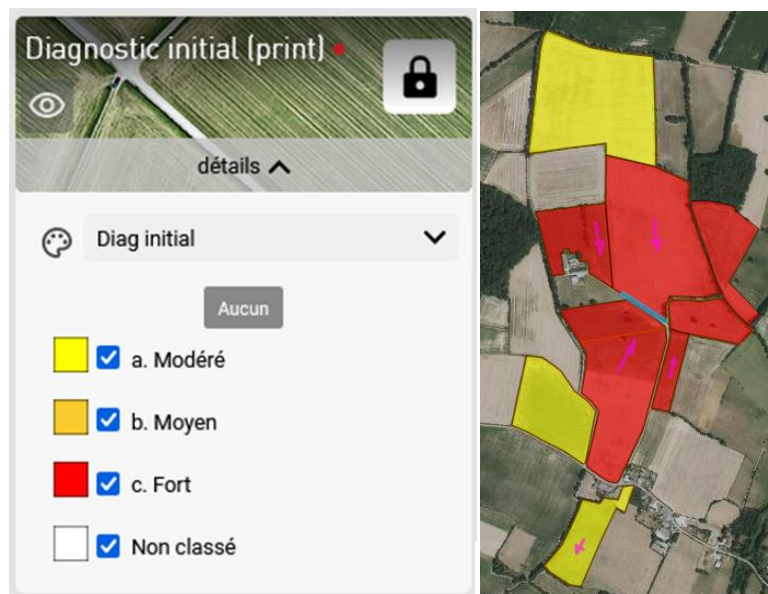 Diagnostic initial (print)
détails
Diag initial
Aucun
a. Modéré
b. Moyen
c. Fort
Non classé